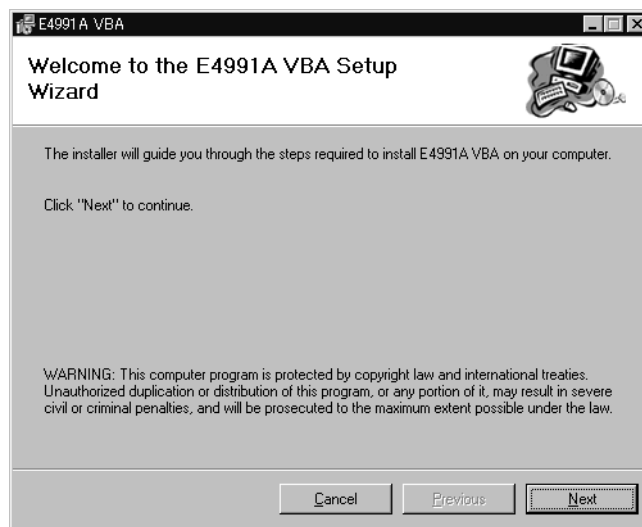 E4991A VBA
Welcome to the E4991A VBA Setup
Wizard
The installer will guide you through the steps required to install E4991A VBA on your computer.
Click "Next" to continue.
WARNING: This computer program is protected by copyright law and international treaties.
Unauthorized duplication or distribution of this program, or any portion of it, may result in severe
civil or criminal penalties, and will be prosecuted to the maximum extent possible under the law.
Cancel Previous Next